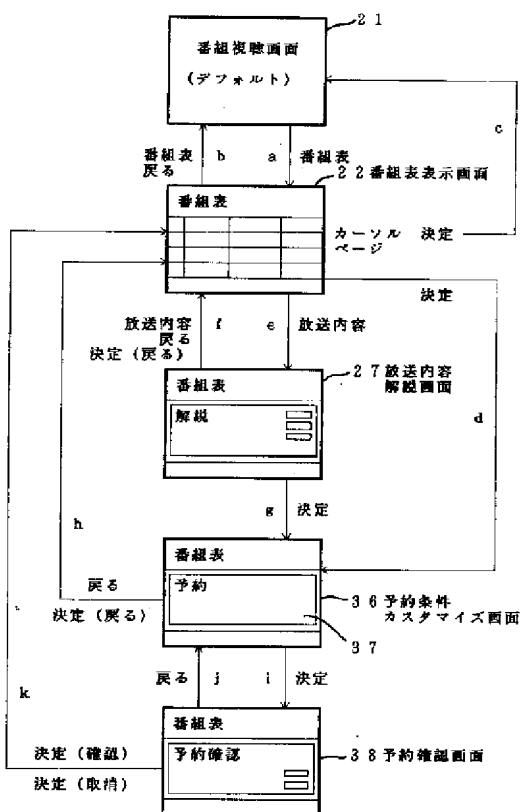 21
番組視聴画面
(デフォルト)
c
番組表
戻る
b
a
番組表
22番組表表示画面
番組表
カーソル
ページ
決定
決定
放送内容
戻る
決定(戻る)
f
e
放送内容
27放送内容
解説画面
番組表
解説
d
g
決定
h
番組表
予約
戻る
決定(戻る)
36予約条件
カスタマイズ画面
37
k
戻る
j
i
決定
番組表
予約確認
決定(確認)
決定(取消)
38予約確認画面